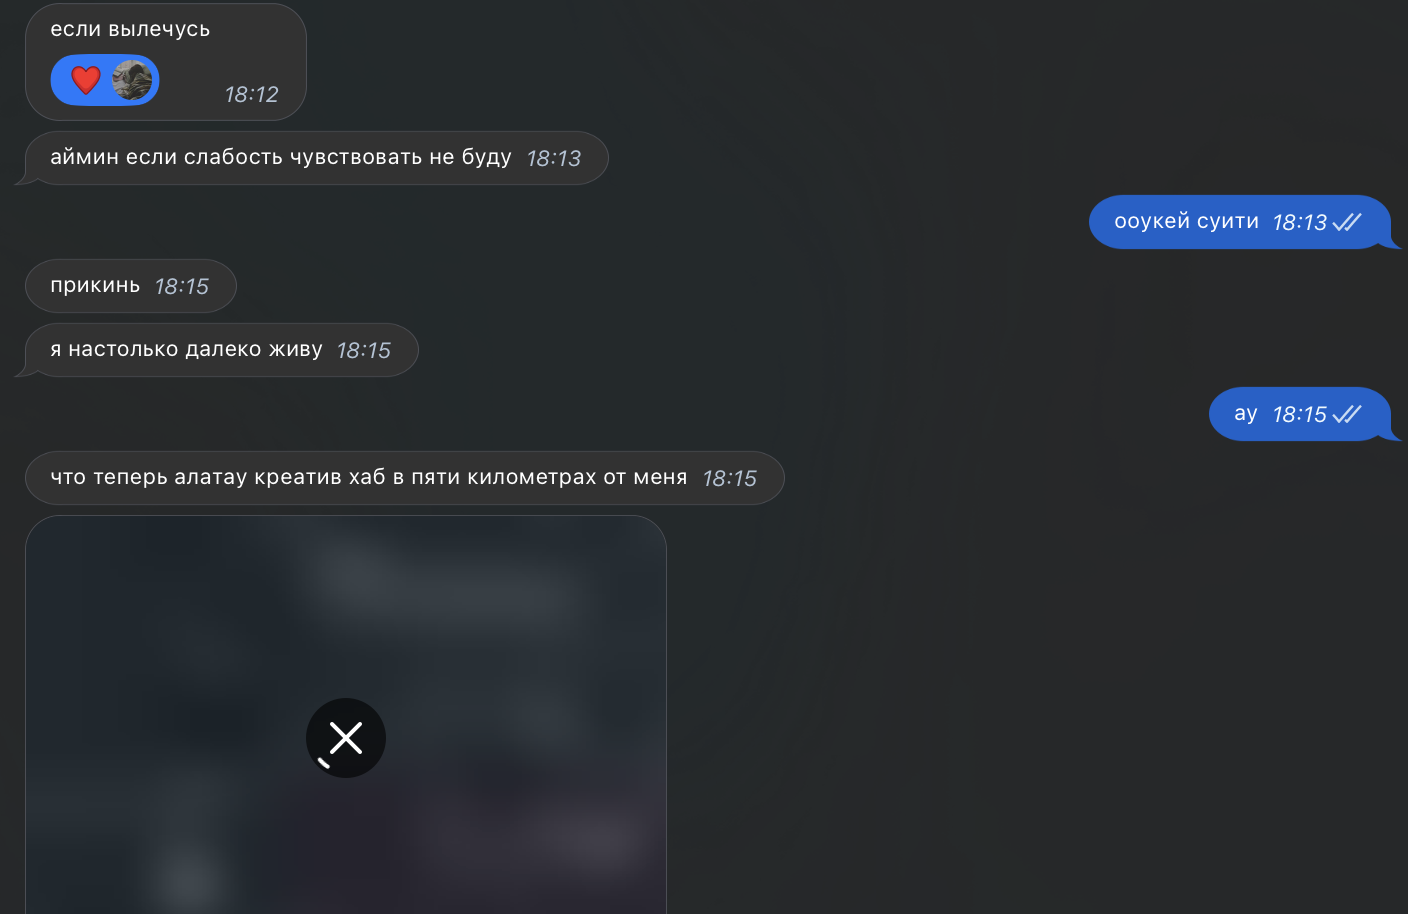 если вылечусь
18:12
аймин если слабость чувствовать не буду 18:13
ооукей суити 18:13
прикинь 18:15
я настолько далеко живу 18:15
ау 18:15
что теперь алатау креатив хаб в пяти километрах от меня 18:15